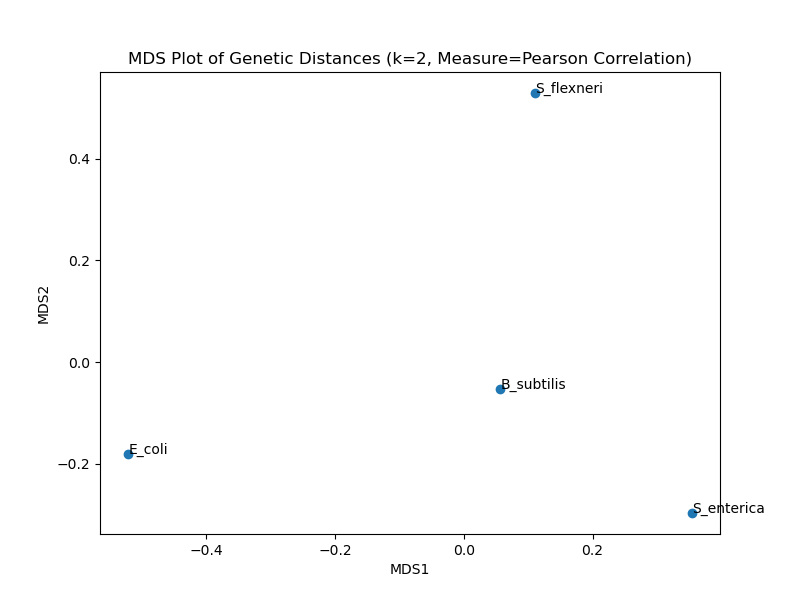 MDS Plot of Genetic Distances (k=2, Measure=Pearson Correlation)
S_flexneri
0.4
0.2
MDS2
0.0
B_subtilis
E_coli
−0.2
S_enterica
−0.4
−0.2
0.0
0.2
MDS1